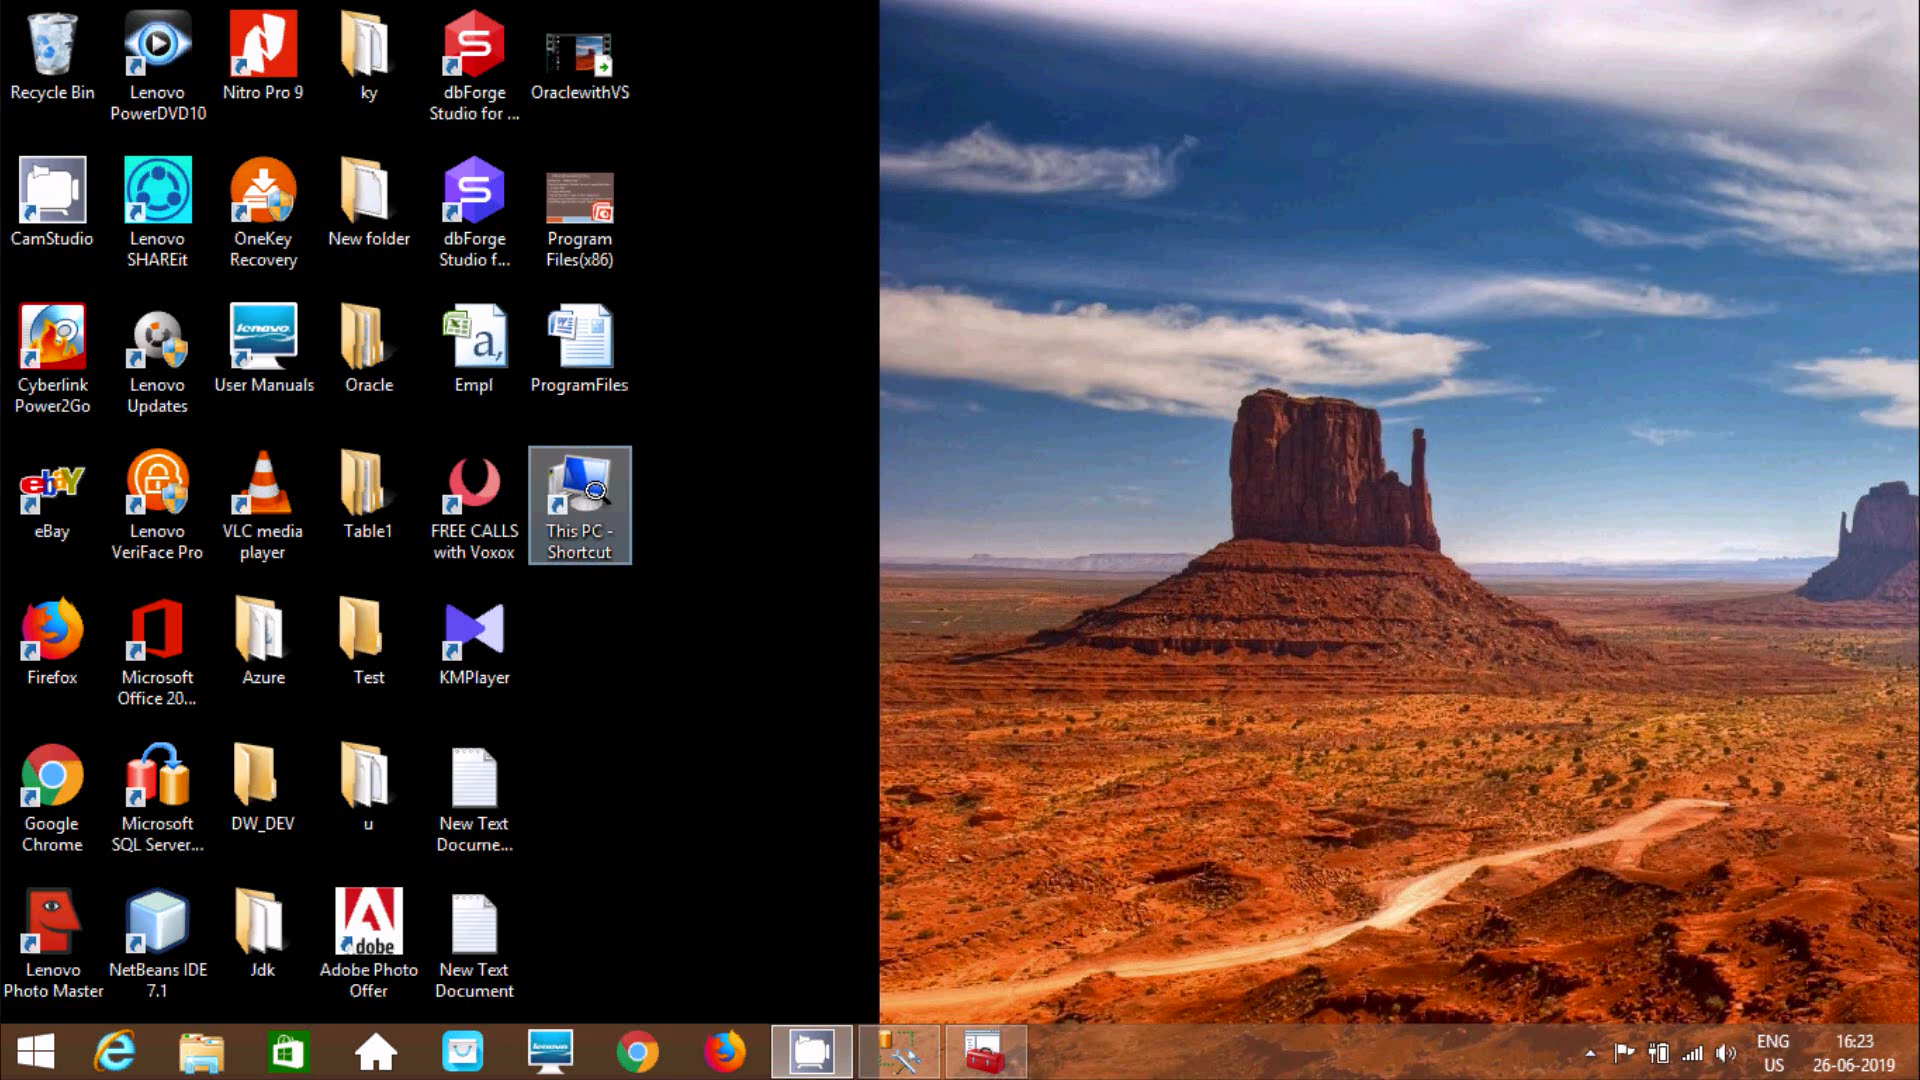 Recycle Bin
Lenovo
PowerDVD10
Nitro Pro 9
ky
dbForge
Studio for ...
OraclewithVS
CamStudio
Lenovo
SHAREit
OneKey
Recovery
New folder
dbForge
Studio f...
Program
Files(x86)
Cyberlink
Power2Go
Lenovo
Updates
lenovo
User Manuals
Oracle
a,
Empl
ProgramFiles
ebaY
eBay
Lenovo
VeriFace Pro
VLC media
player
Table1
FREE CALLS
with Voxox
This PC -
Shortcut
Firefox
Microsoft
Office 20...
Azure
Test
KMPlayer
Google
Chrome
Microsoft
SQL Server...
DW_DEV
u
New Text
Docume...
Lenovo
Photo Master
NetBeans IDE
7.1
Jdk
Adobe
Adobe Photo
Offer
New Text
Document
lenovo
ENG
US
16:23
26-06-2019